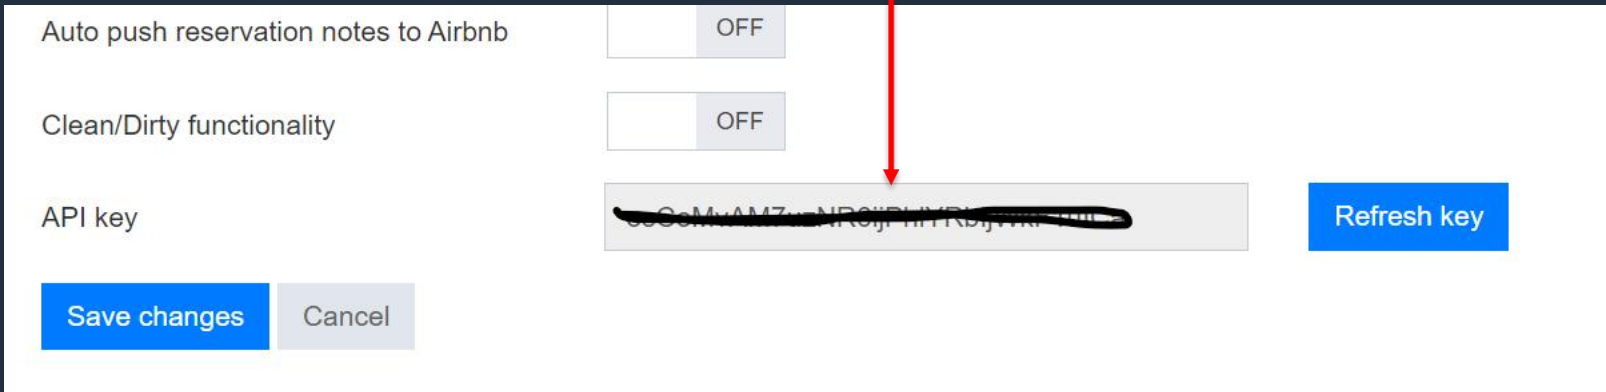 Auto push reservation notes to Airbnb OFF
Clean/Dirty functionality OFF
API key Refresh key
Save changes Cancel